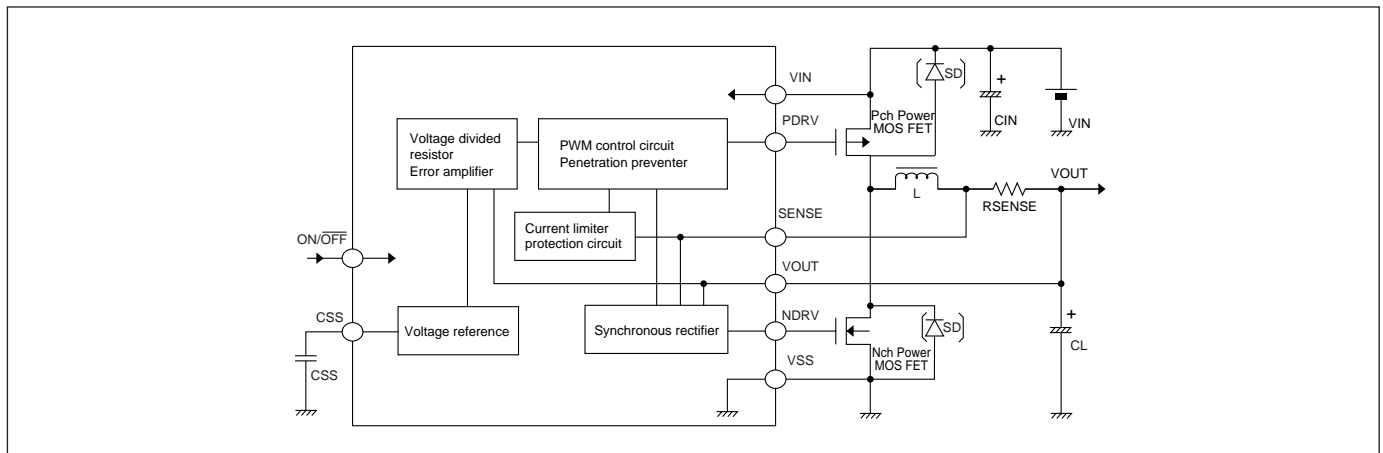 VIN
SD
+
CIN
VIN
PDRV
Pch Power
MOS FET
Voltage divided
resistor
Error amplifier
PWM control circuit
Penetration preventer
VOUT
L
RSENSE
SENSE
Current limiter
protection circuit
ON/OFF
VOUT
CSS
Voltage reference
Synchronous rectifier
NDRV
SD
+
CL
Nch Power
MOS FET
VSS
CSS